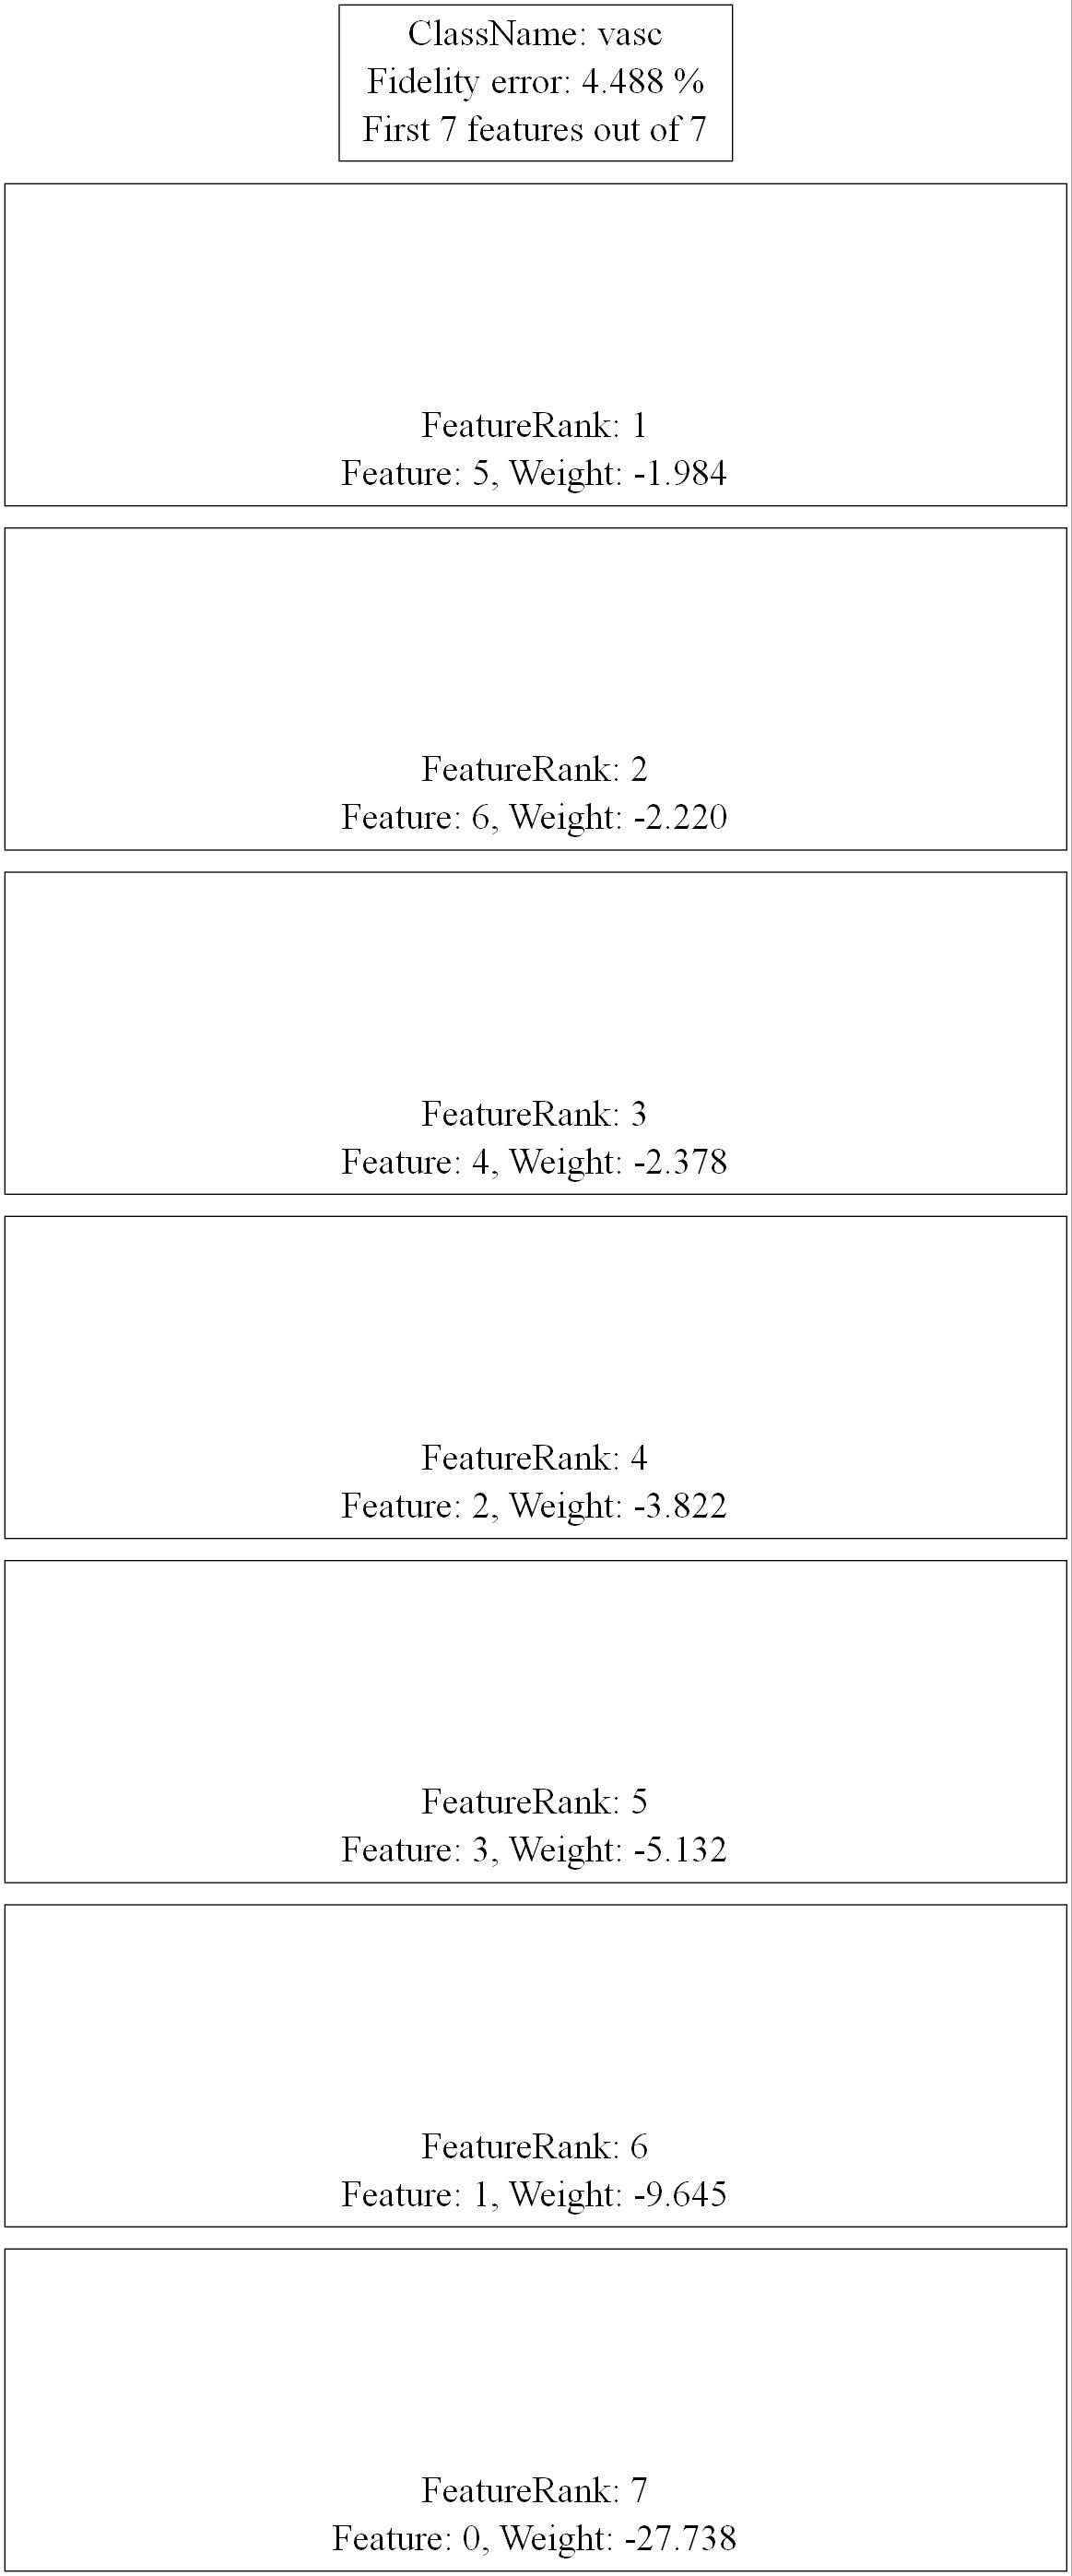 ClassName: vasc
Fidelity error: 4.488 %
First 7 features out of 7
FeatureRank: 1
Feature: 5, Weight: -1.984
FeatureRank: 2
Feature: 6, Weight: -2.220
FeatureRank: 3
Feature: 4, Weight: -2.378
FeatureRank: 4
Feature: 2, Weight: -3.822
FeatureRank: 5
Feature: 3, Weight: -5.132
FeatureRank: 6
Feature: 1, Weight: -9.645
FeatureRank: 7
Feature: 0, Weight: -27.738